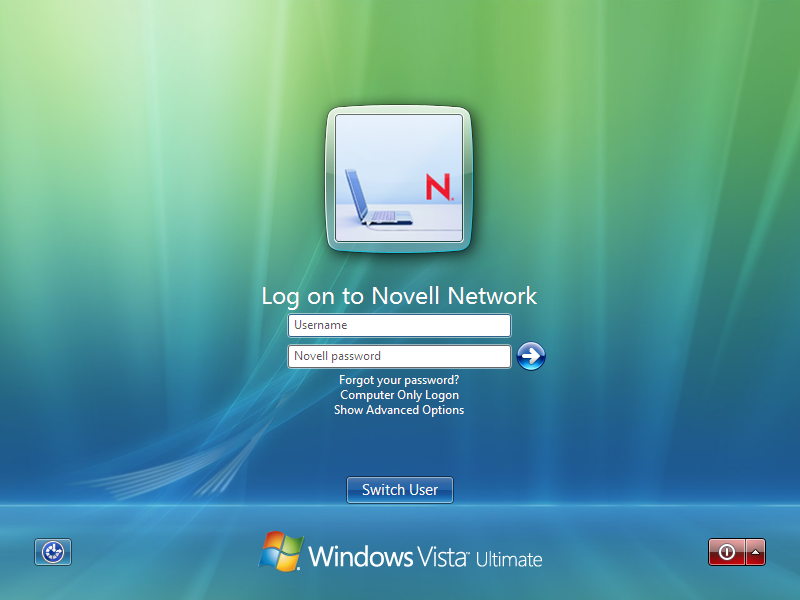 N
Log on to Novell Network
Username
Novell password
Forgot your password?
Computer Only Logon
Show Advanced Options
Switch User
Windows Vista™ Ultimate